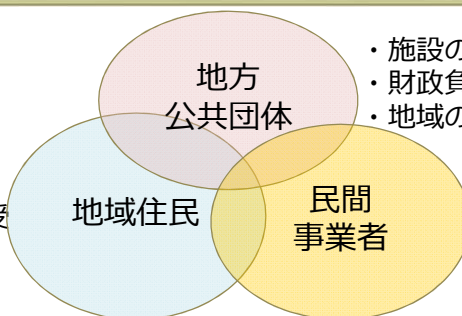 ・施設の
・財政負
・地域の
地方
公共団体
地域住民
民間
事業者